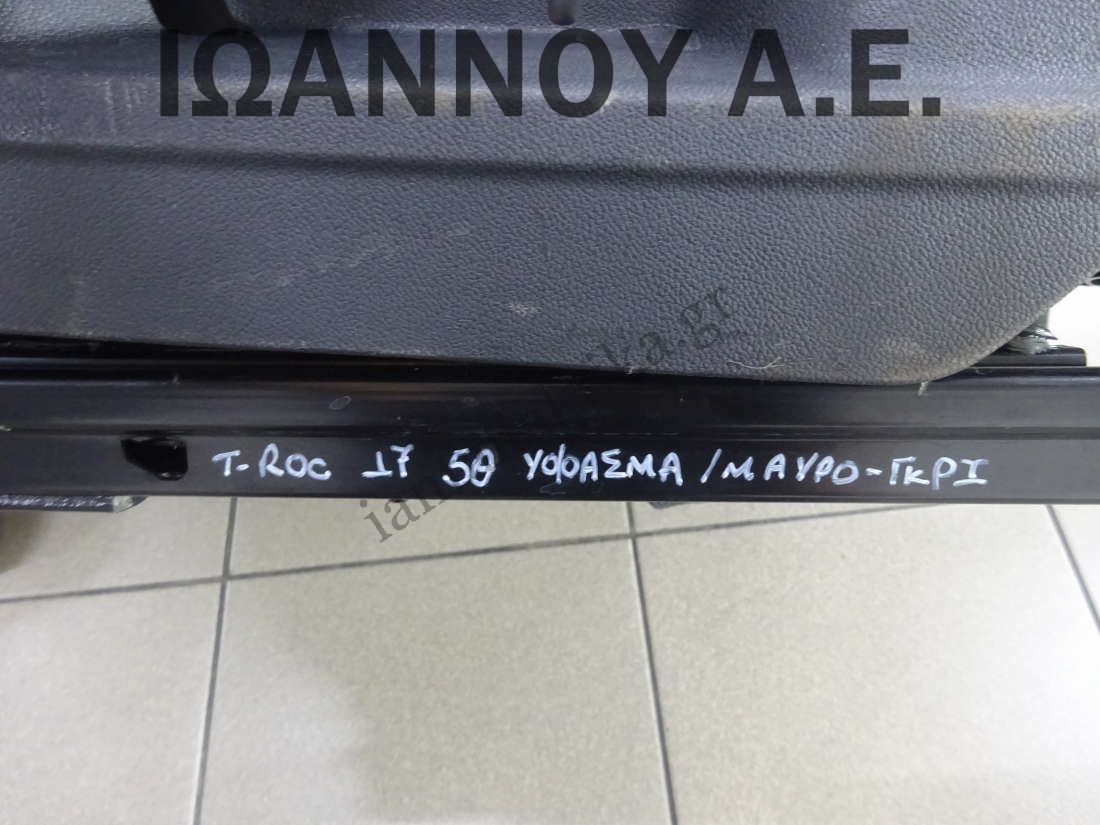 ΙΩΑΝΝΟΥ Α.Ε.
T-ROC 17 5Θ ΥΦΑΣΜΑ / ΜΑΥΡΟ-ΓΚΡΙ